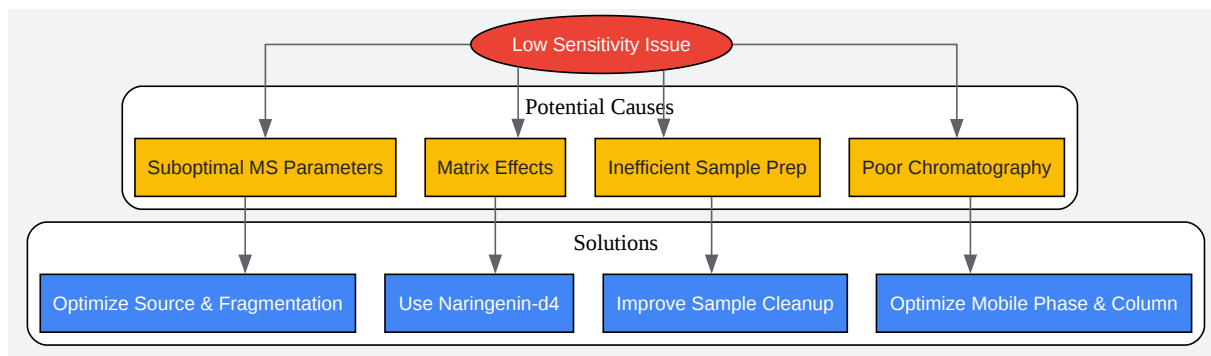 Low Sensitivity Issue
Potential Causes
Suboptimal MS Parameters
Matrix Effects
Inefficient Sample Prep
Poor Chromatography
Solutions
Optimize Source & Fragmentation
Use Naringenin-d4
Improve Sample Cleanup
Optimize Mobile Phase & Column